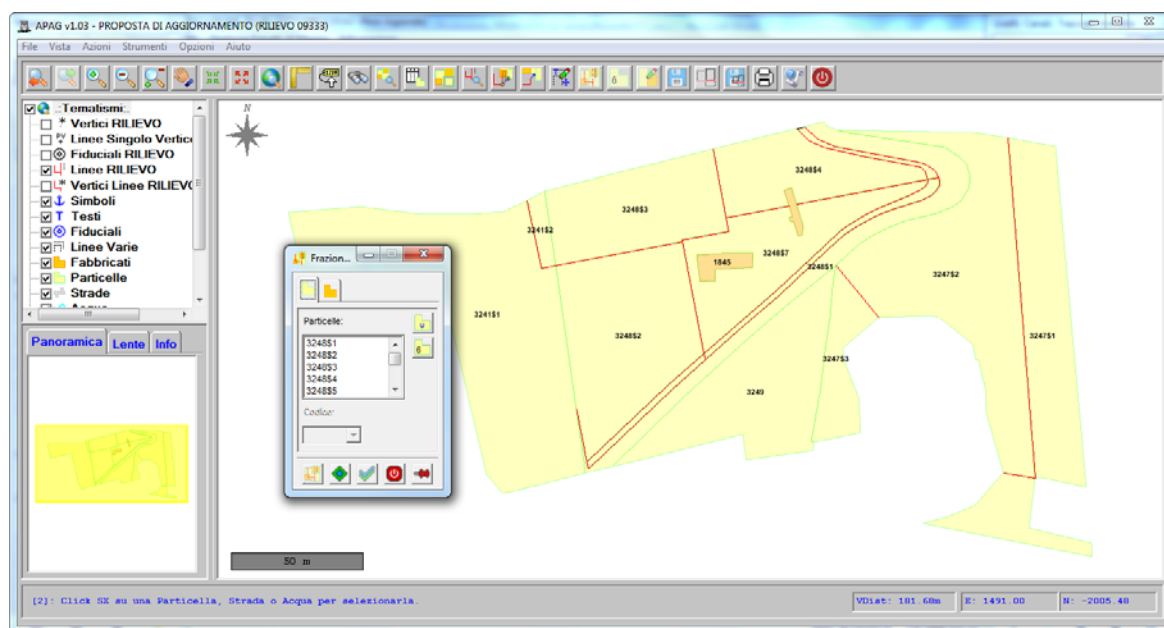 APAG v1.03 - PROPOSTA DI AGGIORNAMENTO (RILIEVO 09333)
File Vista Azioni Strumenti Opzioni Aiuto
.:Tematismi:.
Vertici RILIEVO
Linee Singolo Vertice
Fiduciali RILIEVO
Linee RILIEVO
Vertici Linee RILIEVO
Simboli
Testi
Fiduciali
Linee Varie
Fabbricati
Particelle
Strade
Panoramica Lente Info
N
Frazion...
Particelle:
3248$1
3248$2
3248$3
3248$4
3248$5
Codice:
3248$4
3248$3
3241$2
3248$7
1845
3248$1
3247$2
3241$1
3248$2
3247$1
3247$3
3249
50 m
[2]: Click SX su una Particella, Strada o Acqua per selezionarla.
VDist: 181.68m E: 1491.00 N: -2005.48